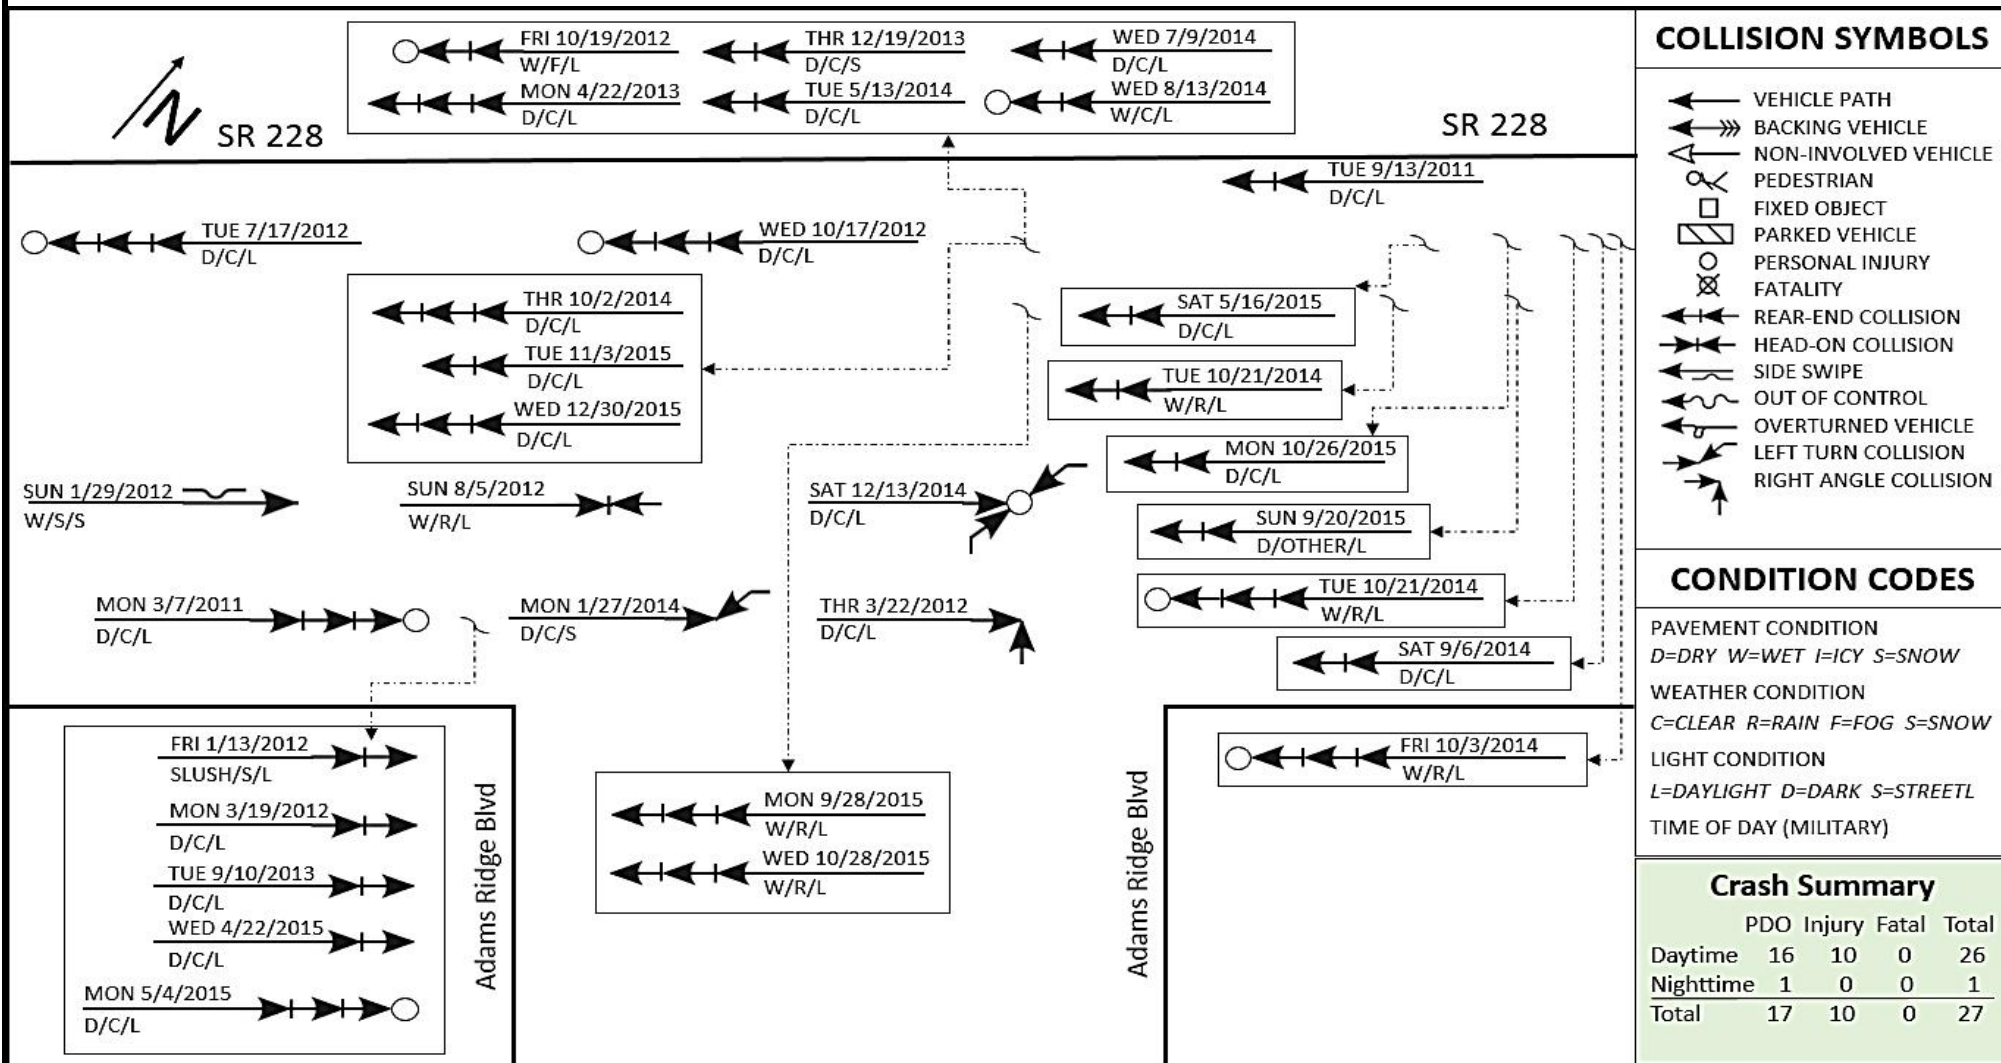 FRI 10/19/2012
W/F/L
THR 12/19/2013
D/C/S
WED 7/9/2014
D/C/L
MON 4/22/2013
D/C/L
TUE 5/13/2014
D/C/L
WED 8/13/2014
W/C/L
N
SR 228
SR 228
TUE 9/13/2011
D/C/L
TUE 7/17/2012
D/C/L
WED 10/17/2012
D/C/L
THR 10/2/2014
D/C/L
TUE 11/3/2015
D/C/L
WED 12/30/2015
D/C/L
SAT 5/16/2015
D/C/L
TUE 10/21/2014
W/R/L
MON 10/26/2015
D/C/L
SUN 9/20/2015
D/OTHER/L
TUE 10/21/2014
W/R/L
SAT 9/6/2014
D/C/L
FRI 10/3/2014
W/R/L
SUN 1/29/2012
W/S/S
SUN 8/5/2012
W/R/L
SAT 12/13/2014
D/C/L
MON 3/7/2011
D/C/L
MON 1/27/2014
D/C/S
THR 3/22/2012
D/C/L
FRI 1/13/2012
SLUSH/S/L
MON 3/19/2012
D/C/L
TUE 9/10/2013
D/C/L
WED 4/22/2015
D/C/L
MON 5/4/2015
D/C/L
Adams Ridge Blvd
MON 9/28/2015
W/R/L
WED 10/28/2015
W/R/L
Adams Ridge Blvd
COLLISION SYMBOLS
VEHICLE PATH
BACKING VEHICLE
NON-INVOLVED VEHICLE
PEDESTRIAN
FIXED OBJECT
PARKED VEHICLE
PERSONAL INJURY
FATALITY
REAR-END COLLISION
HEAD-ON COLLISION
SIDE SWIPE
OUT OF CONTROL
OVERTURNED VEHICLE
LEFT TURN COLLISION
RIGHT ANGLE COLLISION
CONDITION CODES
PAVEMENT CONDITION
D=DRY W=WET I=ICY S=SNOW
WEATHER CONDITION
C=CLEAR R=RAIN F=FOG S=SNOW
LIGHT CONDITION
L=DAYLIGHT D=DARK S=STREETL
TIME OF DAY (MILITARY)
Crash Summary
PDO Injury Fatal Total
Daytime 16 10 0 26
Nighttime 1 0 0 1
Total 17 10 0 27